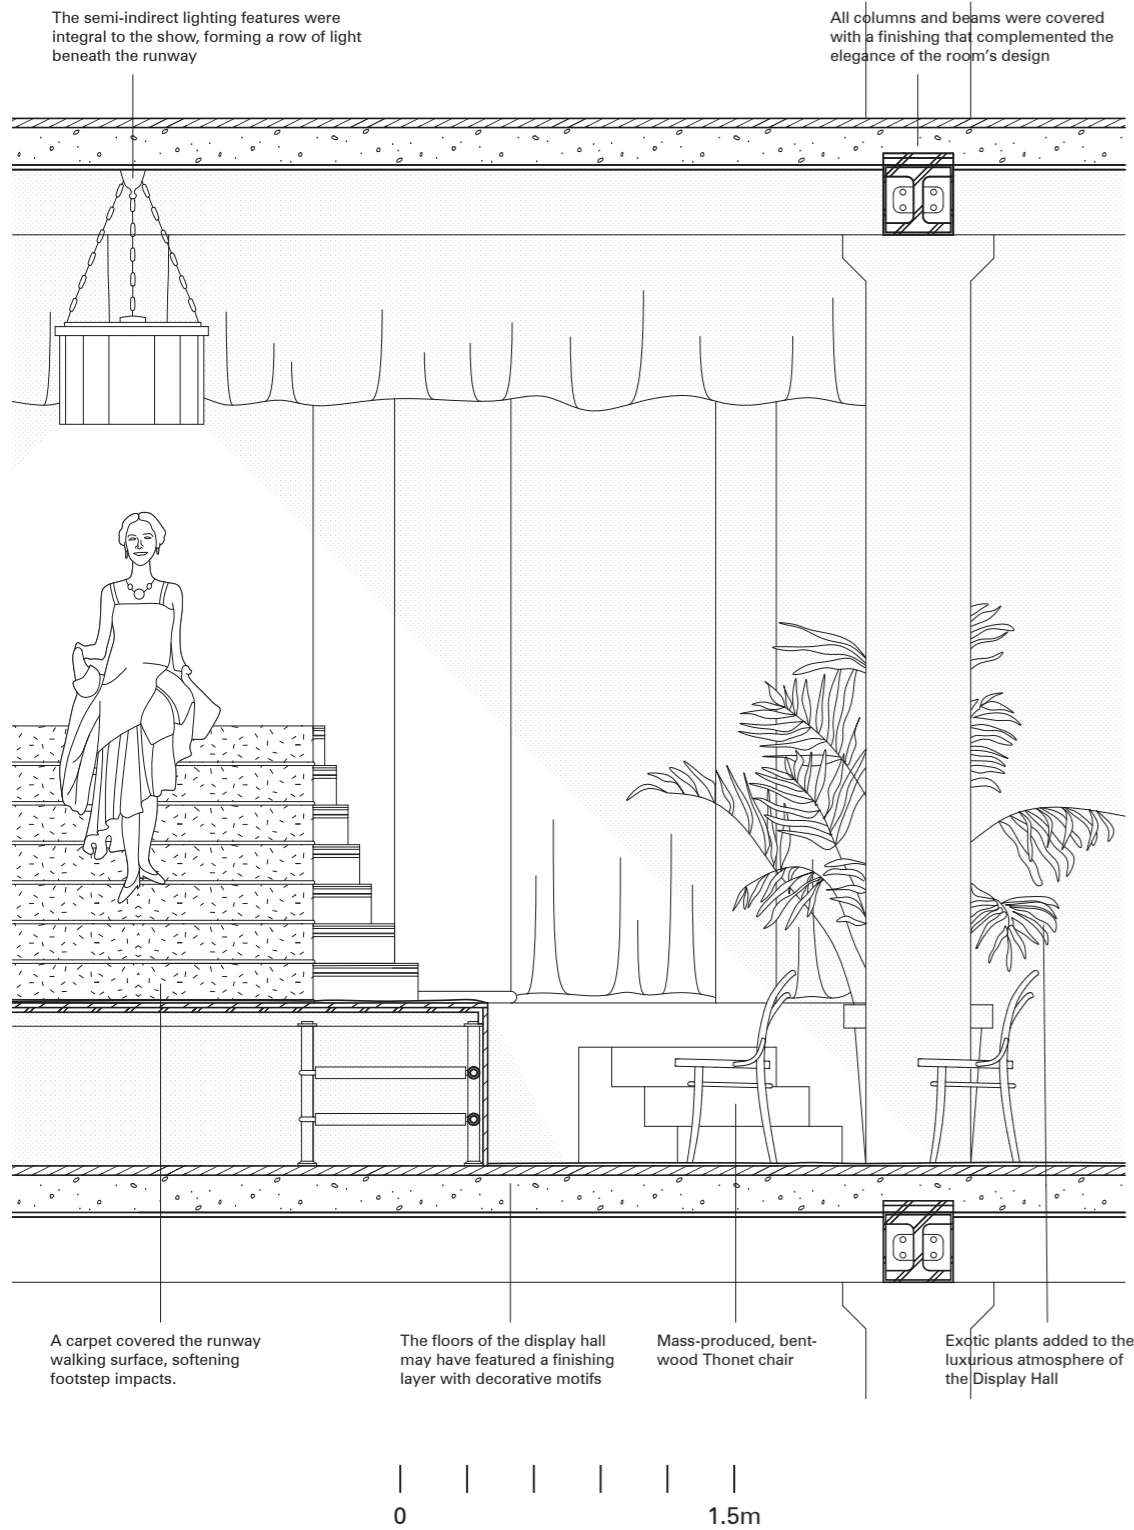 The semi-indirect lighting features were
integral to the show, forming a row of light
beneath the runway
All columns and beams were covered
with a finishing that complemented the
elegance of the room's design
A carpet covered the runway
walking surface, softening
footstep impacts.
The floors of the display hall
may have featured a finishing
layer with decorative motifs
Mass-produced, bent-
wood Thonet chair
Exotic plants added to the
luxurious atmosphere of
the Display Hall
0
1.5m